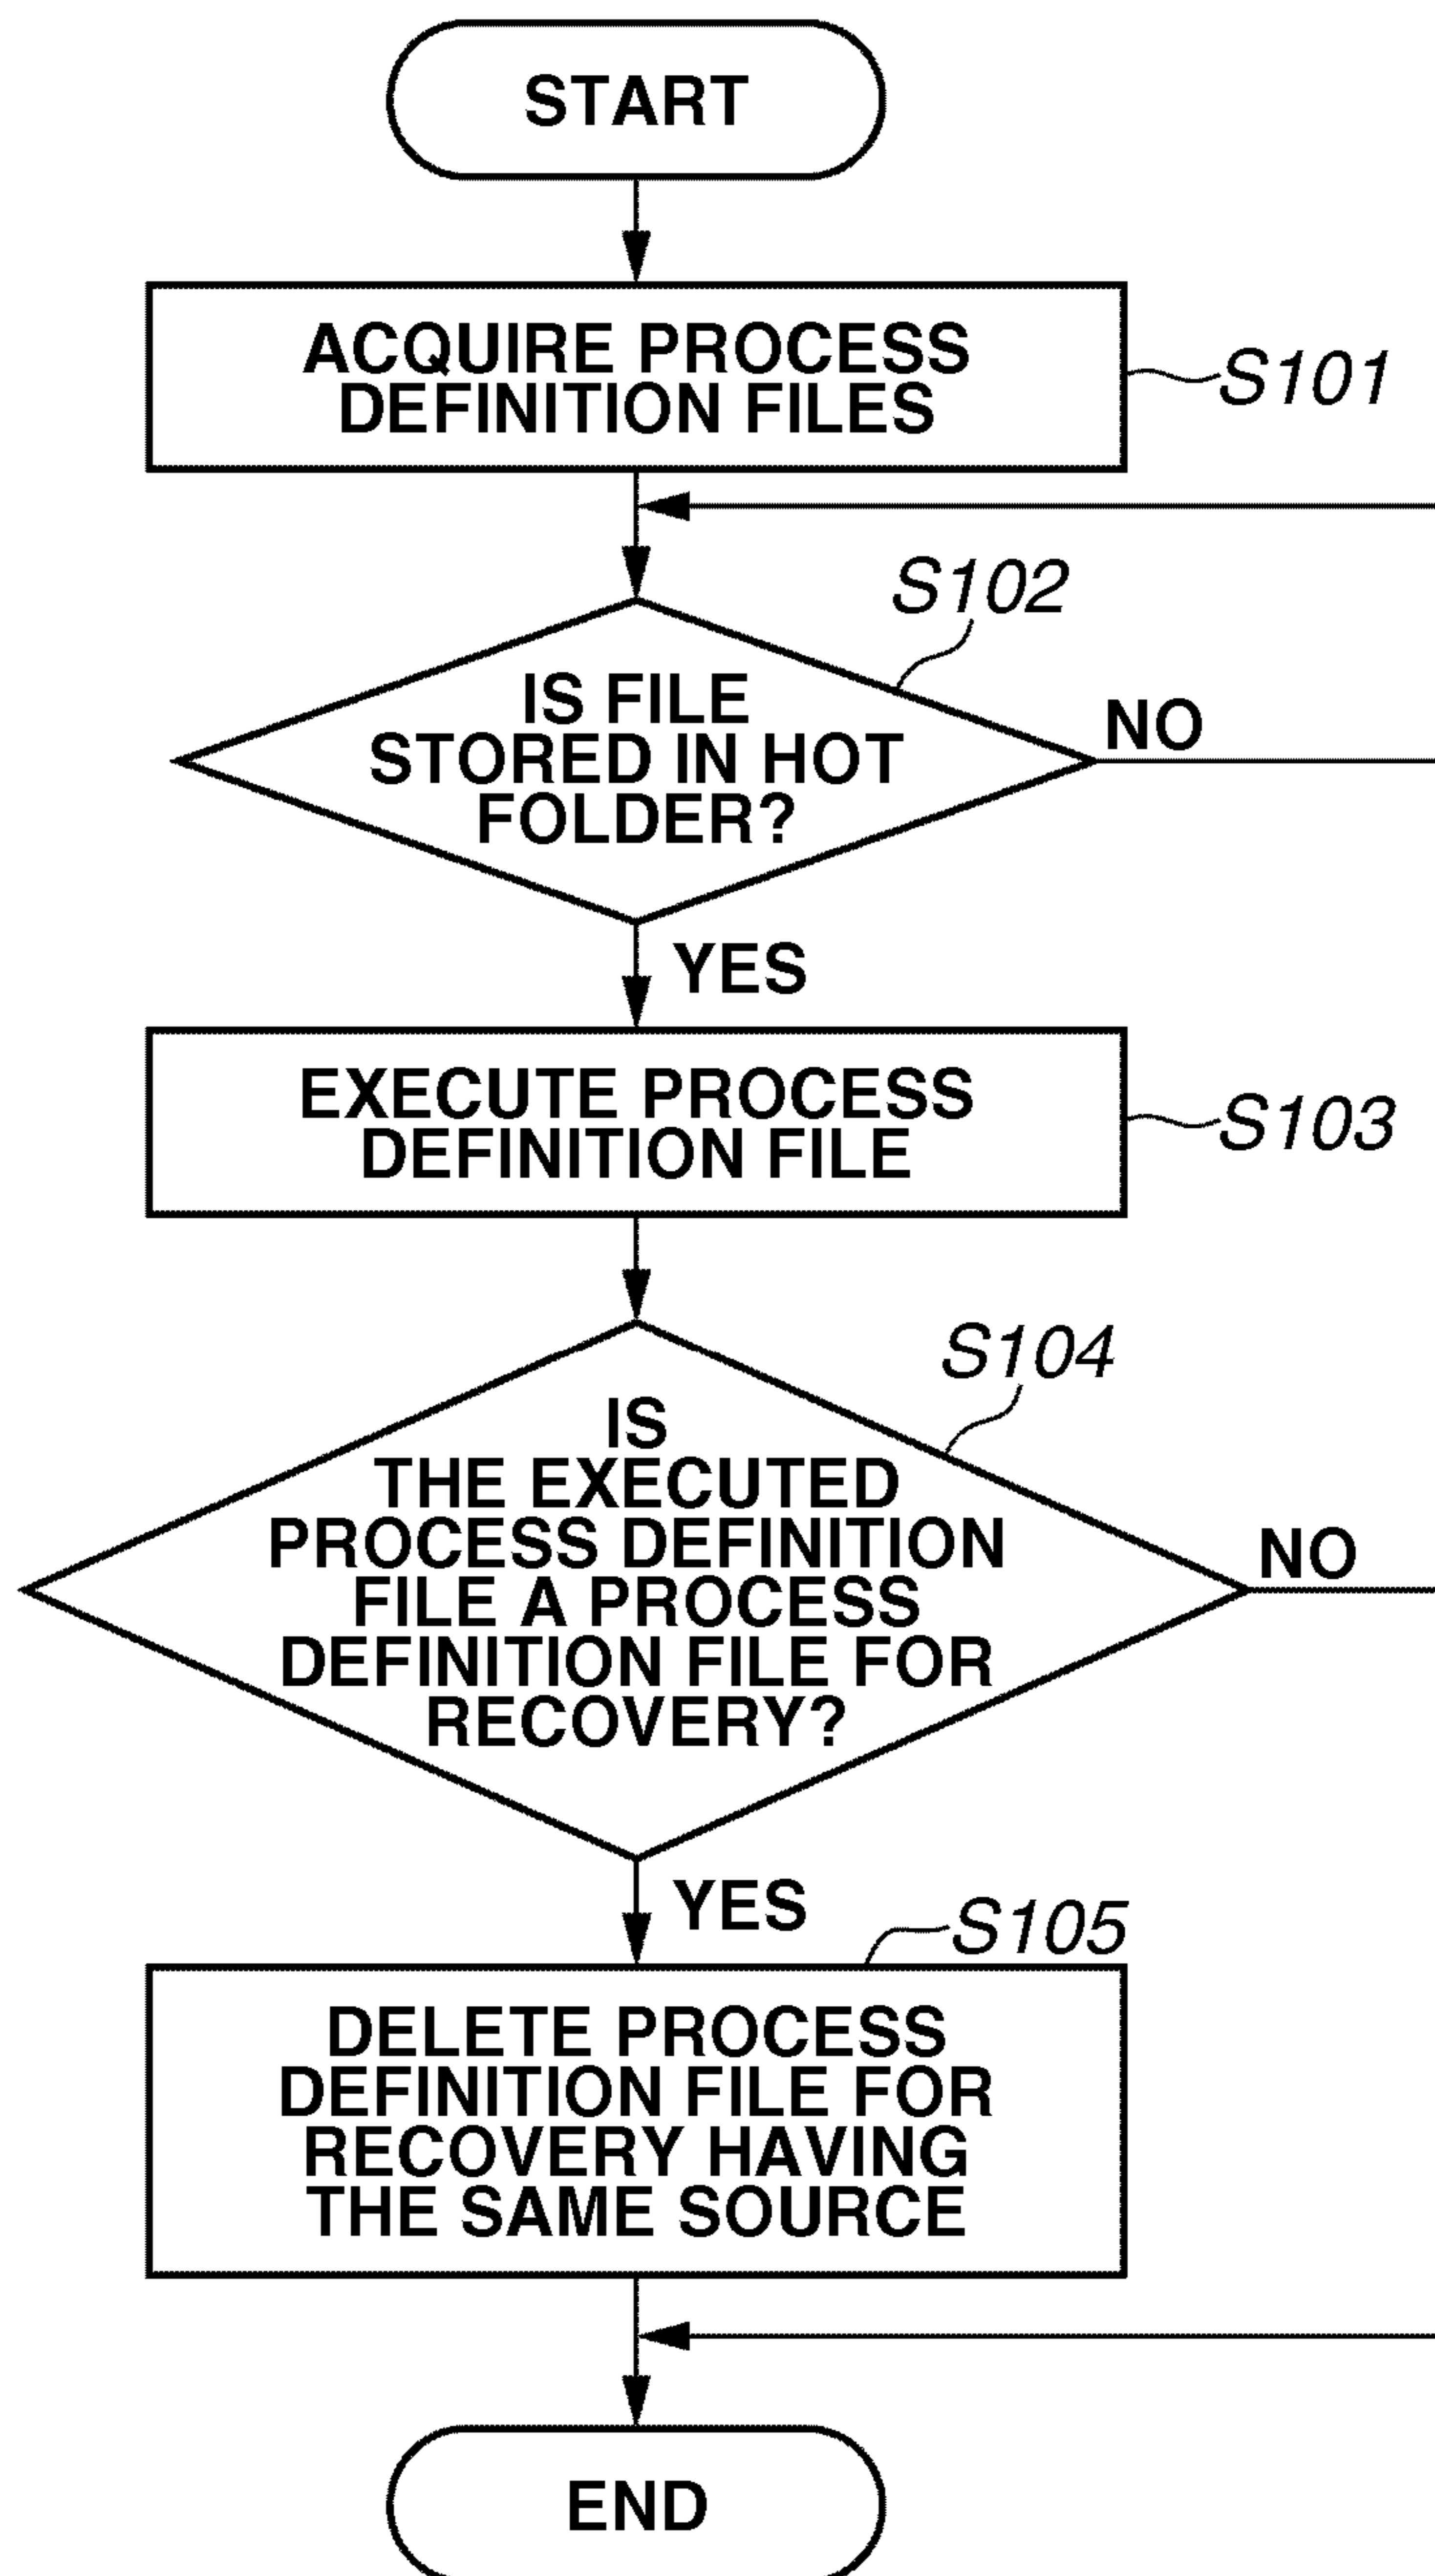 START
ACQUIRE PROCESS
DEFINITION FILES
S101
S102
IS FILE
STORED IN HOT
FOLDER?
NO
YES
EXECUTE PROCESS
DEFINITION FILE
S103
S104
IS
THE EXECUTED
PROCESS DEFINITION
FILE A PROCESS
DEFINITION FILE FOR
RECOVERY?
NO
YES
S105
DELETE PROCESS
DEFINITION FILE FOR
RECOVERY HAVING
THE SAME SOURCE
END